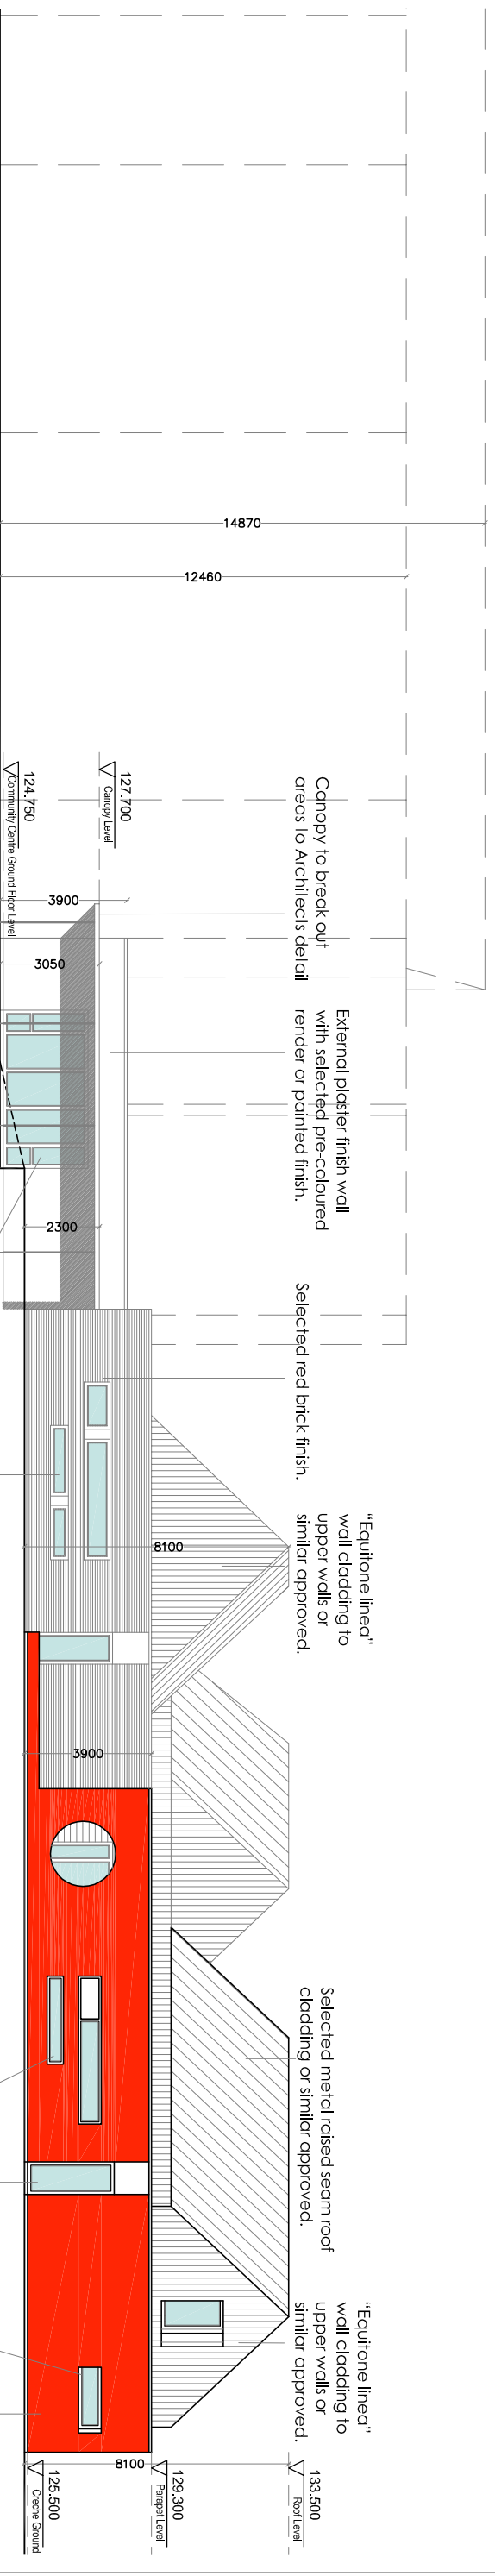 14870
12460
127.700
Canopy Level
124.750
Community Centre Ground Floor Level
3900
3050
2300
Canopy to break out
areas to Architects detail
External plaster finish wall
with selected pre-coloured
render or painted finish.
Selected red brick finish.
"Equitone linea"
wall cladding to
upper walls or
similar approved.
8100
3900
Selected metal raised seam roof
cladding or similar approved.
"Equitone linea"
wall cladding to
upper walls or
similar approved.
8100
133.500
Roof Level
129.300
Parapet Level
125.500
Creche Ground